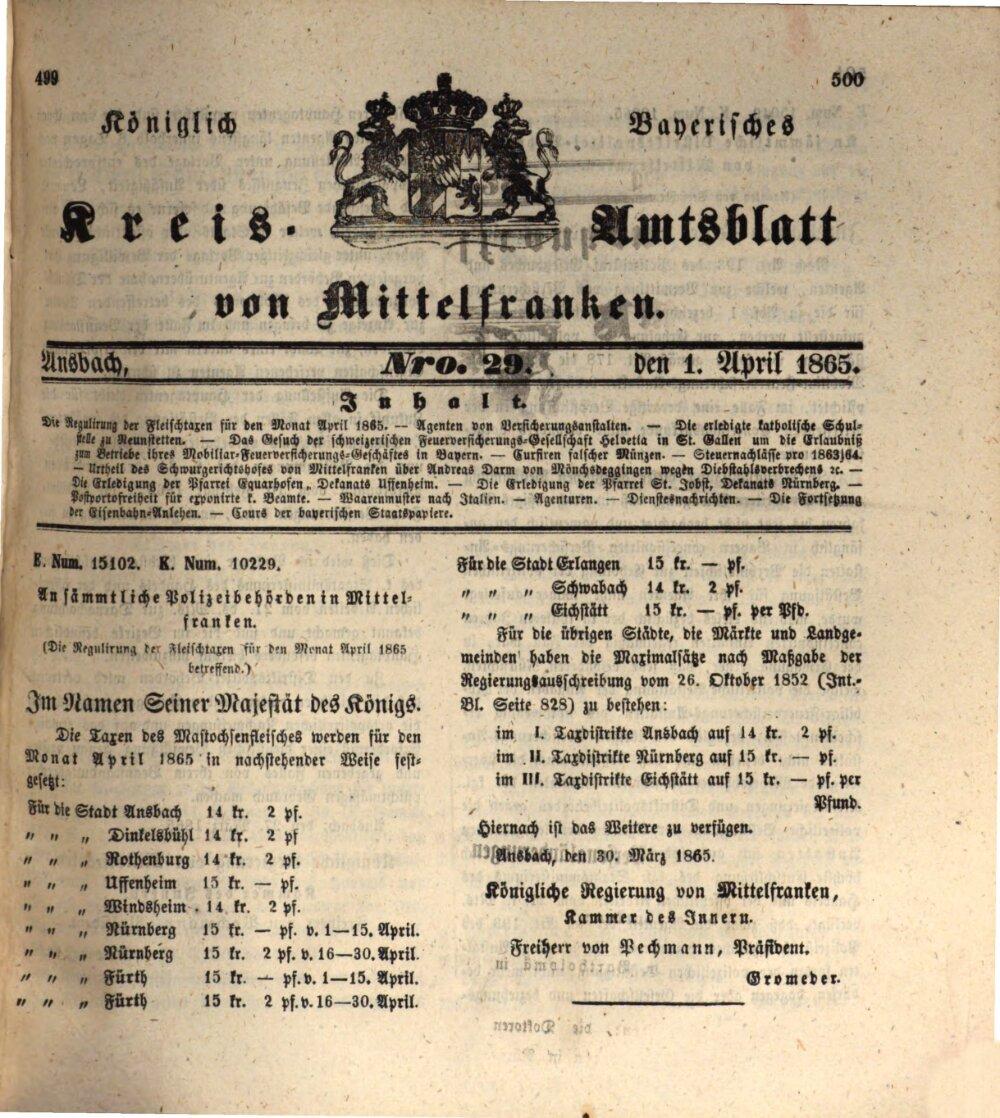 499
500
Königlich Bayerisches
Kreis- Amtsblatt
von Mittelfranken.
Ansbach, Nro. 29. den 1. April 1865.
Inhalt.
Die Regulirung der Fleischtaxen für den Monat April 1865. — Agenten von Versicherungsanstalten. — Die erledigte katholische Schul-
stelle zu Neunstetten. — Das Gesuch der schweizerischen Feuerversicherungs-Gesellschaft Helvetia in St. Gallen um die Erlaubniß
zum Betriebe ihres Mobiliar-Feuerversicherungs-Geschäftes in Bayern. — Cursiren falscher Münzen. — Steuernachlässe pro 1863/64.
— Urtheil des Schwurgerichtshofes von Mittelfranken über Andreas Darm von Mönchsdeggingen wegen Diebstahlsverbrechens ꝛc. —
Die Erledigung der Pfarrei Equarhofen, Dekanats Uffenheim. — Die Erledigung der Pfarrei St. Jobst, Dekanats Nürnberg. —
Postportofreiheit für exponirte k. Beamte. — Waarenmuster nach Italien. — Agenturen. — Dienstesnachrichten. — Die Fortsetzung
der Eisenbahn-Anlehen. — Cours der bayerischen Staatspapiere.
E. Num. 15102. K. Num. 10229.
An sämmtliche Polizeibehörden in Mittel-
franken.
(Die Regulirung der Fleischtaxen für den Monat April 1865
betreffend.)
Im Namen Seiner Majestät des Königs.
Die Taxen des Mastochsenfleisches werden für den
Monat April 1865 in nachstehender Weise fest-
gesetzt:
Für die Stadt Ansbach 14 kr. 2 pf.
„ „ „ Dinkelsbühl 14 kr. 2 pf
„ „ „ Rothenburg 14 kr. 2 pf.
„ „ „ Uffenheim 15 kr. — pf.
„ „ „ Windsheim . 14 kr. 2 pf.
„ „ „ Nürnberg 15 kr. — pf. v. 1—15. April.
„ „ „ Nürnberg 15 kr. 2 pf. v. 16—30. April.
„ „ „ Fürth 15 kr. — pf. v. 1—15. April.
„ „ „ Fürth 15 kr. 2 pf. v. 16—30. April.
Für die Stadt Erlangen 15 kr. — pf.
„ „ „ Schwabach 14 kr. 2 pf.
„ „ „ Eichstätt 15 kr. — pf. per Pfd.
Für die übrigen Städte, die Märkte und Landge-
meinden haben die Maximalsätze nach Maßgabe der
Regierungsausschreibung vom 26. Oktober 1852 (Int.-
Bl. Seite 828) zu bestehen:
im I. Taxdistrikte Ansbach auf 14 kr. 2 pf.
im II. Taxdistrikte Nürnberg auf 15 kr. — pf.
im III. Taxdistrikte Eichstätt auf 15 kr. — pf. per
Pfund.
Hiernach ist das Weitere zu verfügen.
Ansbach, den 30. März 1865.
Königliche Regierung von Mittelfranken,
Kammer des Innern.
Freiherr von Pechmann, Präsident.
Gromeder.